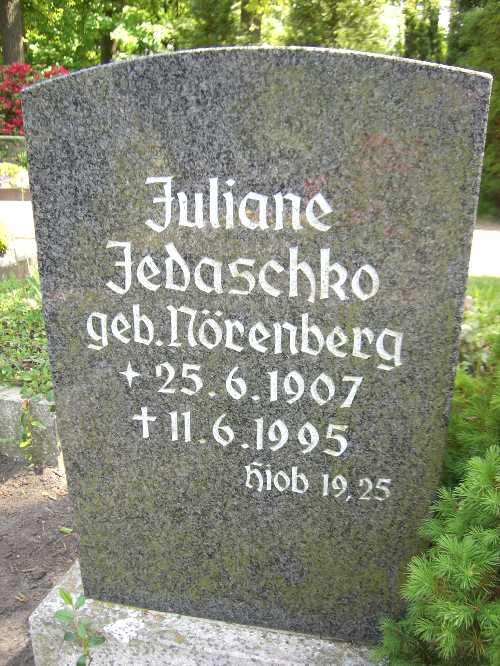 Juliane
Jedaschko
geb. Nörenberg
+ 25.6.1907
✝ 11.6.1995
Hiob 19,25